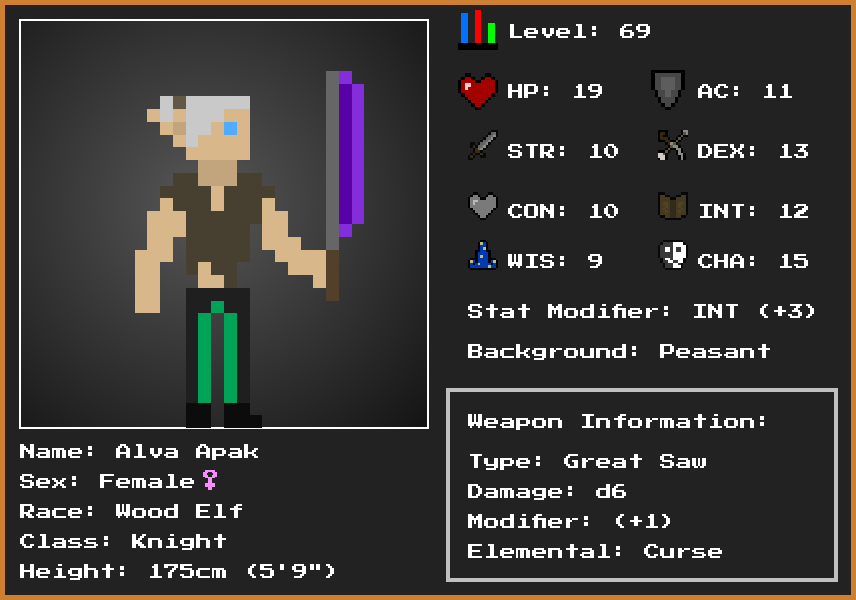 Level: 69
HP: 19
AC: 11
STR: 10
DEX: 13
CON: 10
INT: 12
WIS: 9
CHA: 15
Stat Modifier: INT (+3)
Background: Peasant
Weapon Information:
Type: Great Saw
Damage: d6
Modifier: (+1)
Elemental: Curse
Name: Alva Apak
Sex: Female♀
Race: Wood Elf
Class: Knight
Height: 175cm (5'9")